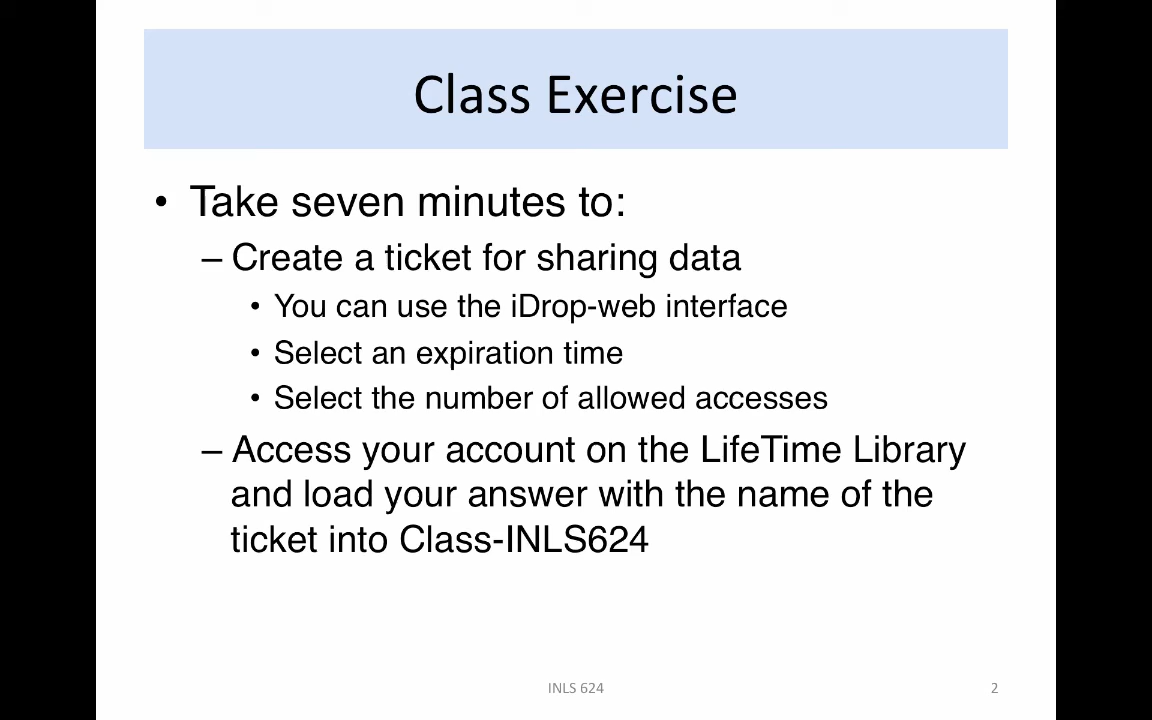 Class Exercise
• Take seven minutes to:
– Create a ticket for sharing data
• You can use the iDrop-web interface
• Select an expiration time
• Select the number of allowed accesses
– Access your account on the LifeTime Library
and load your answer with the name of the
ticket into Class-INLS624
INLS 624
2